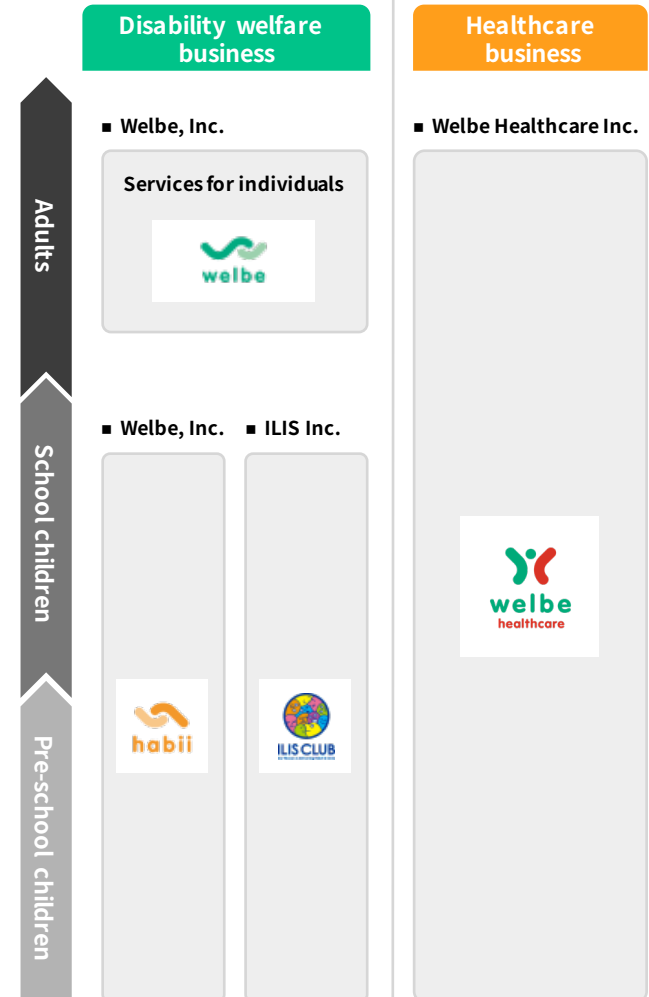 Disability welfare
business
Healthcare
business
Adults
School children
Pre-school children
■ Welbe, Inc.
Services for individuals
welbe
■ Welbe, Inc.
■ ILIS Inc.
habii
ILIS CLUB
■ Welbe Healthcare Inc.
welbe
healthcare